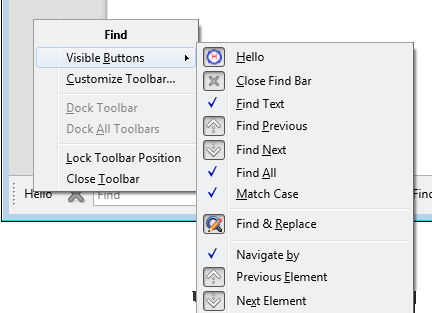 Find
Visible Buttons
Customize Toolbar...
Dock Toolbar
Dock All Toolbars
Lock Toolbar Position
Close Toolbar
Hello
Close Find Bar
Find Text
Find Previous
Find Next
Find All
Match Case
Find & Replace
Navigate by
Previous Element
Next Element
Hello
Find
Find